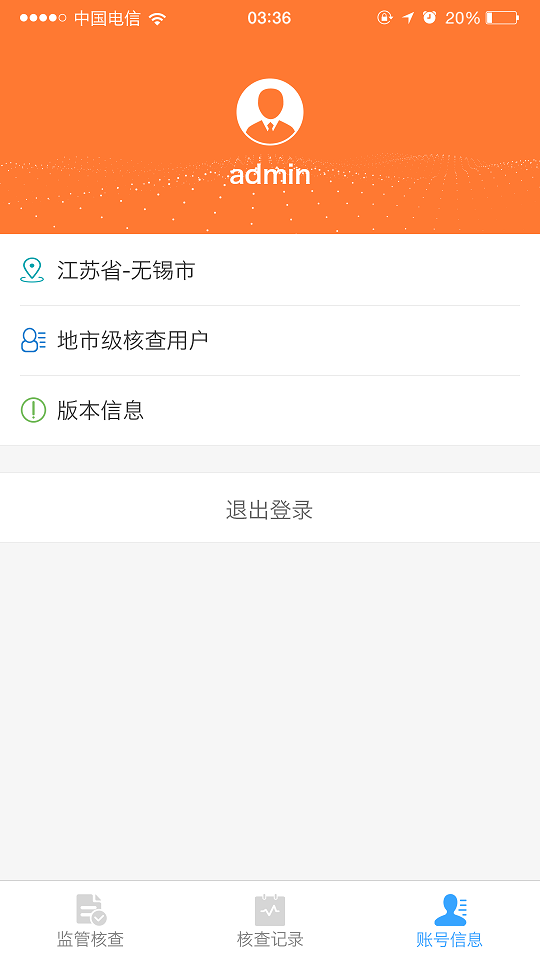 中国电信 03:36 20%
admin
江苏省-无锡市
地市级核查用户
版本信息
退出登录
监管核查 核查记录 账号信息